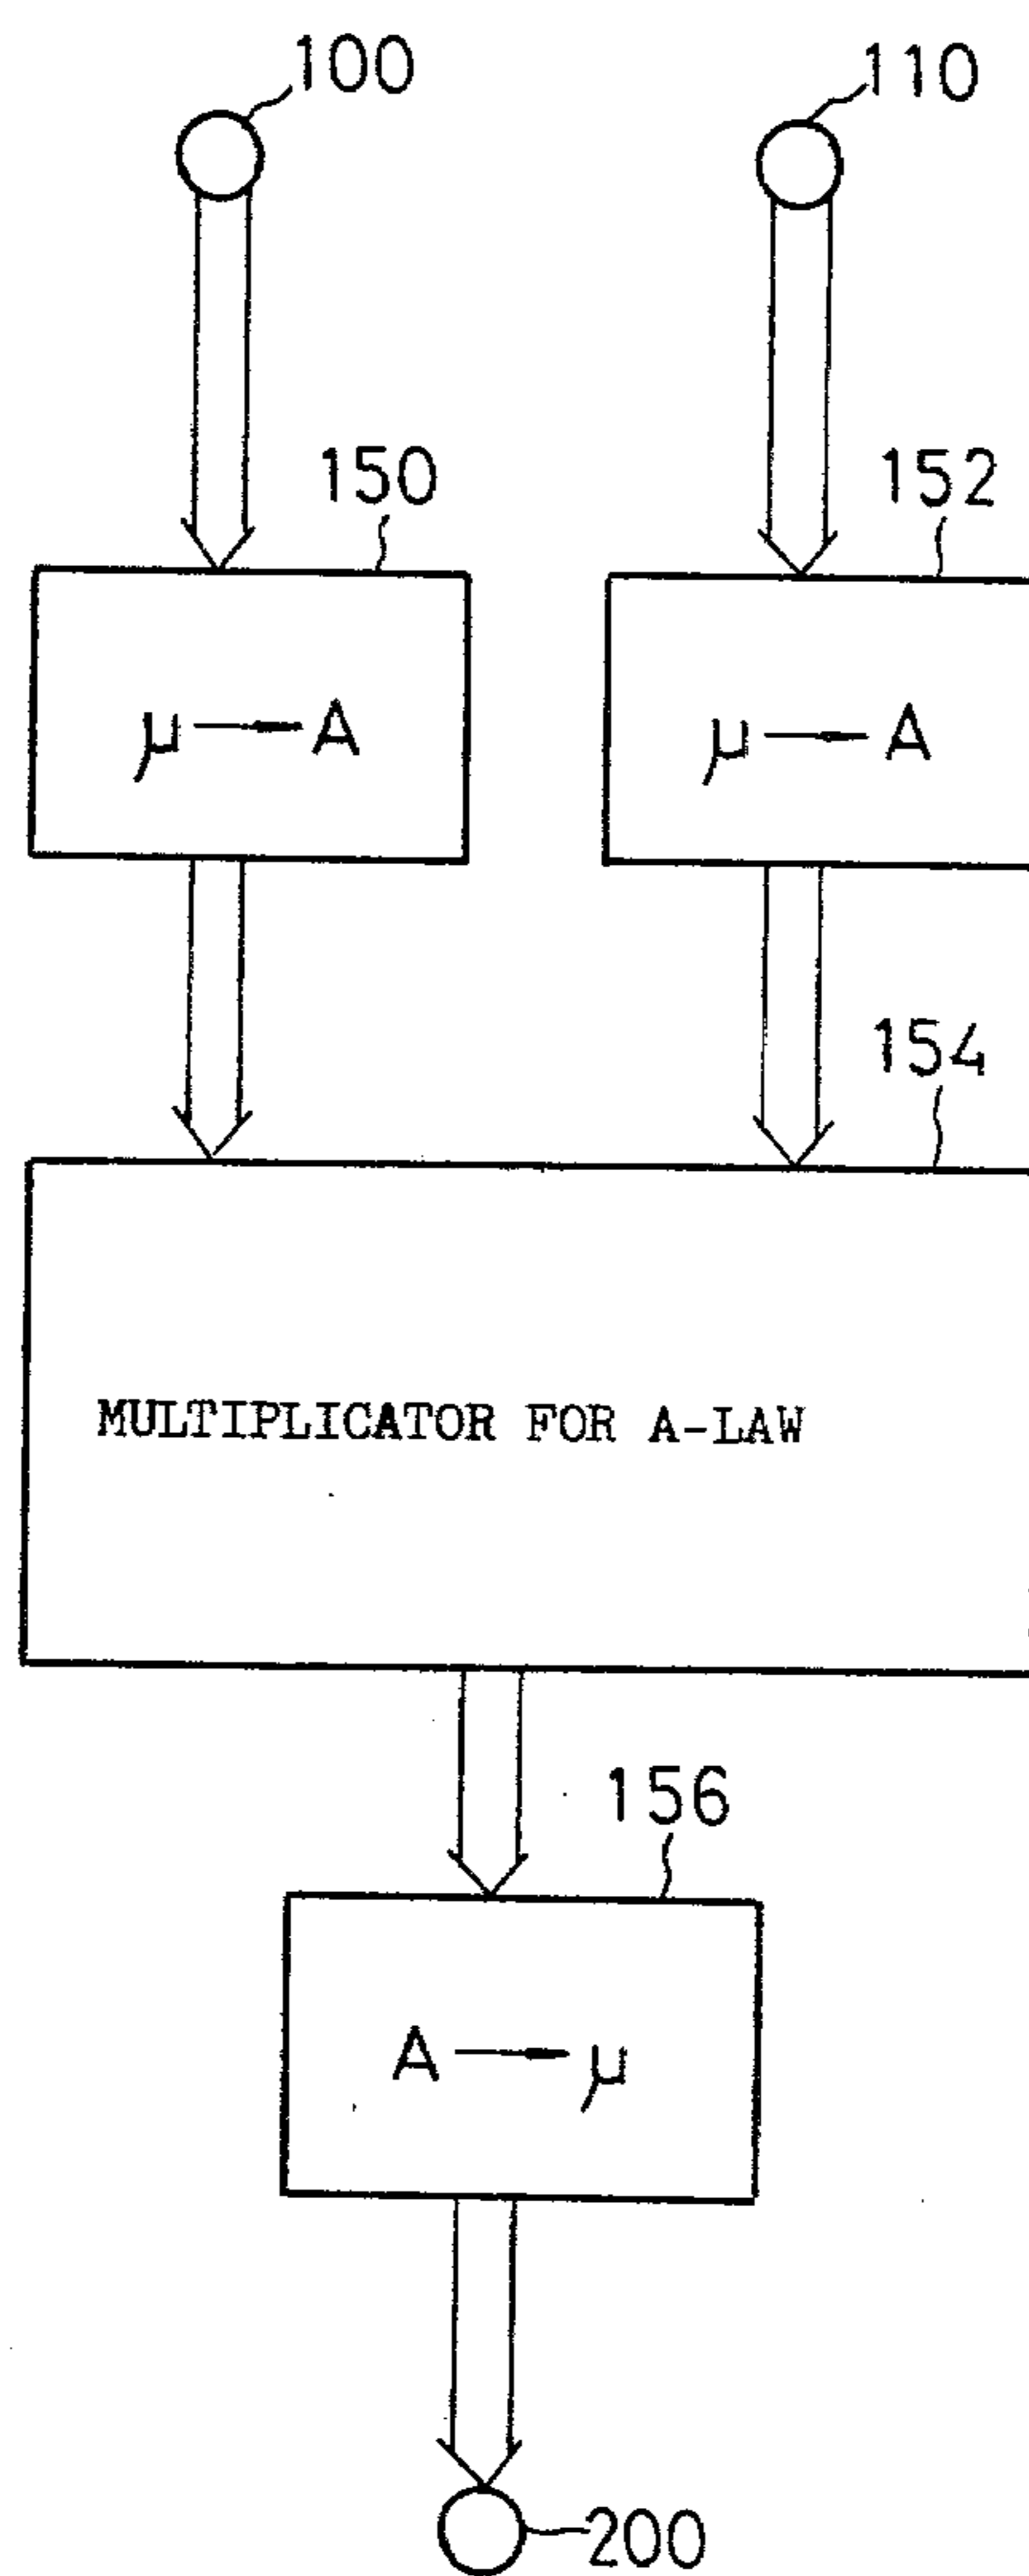 100
110
150
152
μ → A
μ → A
154
MULTIPLICATOR FOR A-LAW
156
A → μ
200